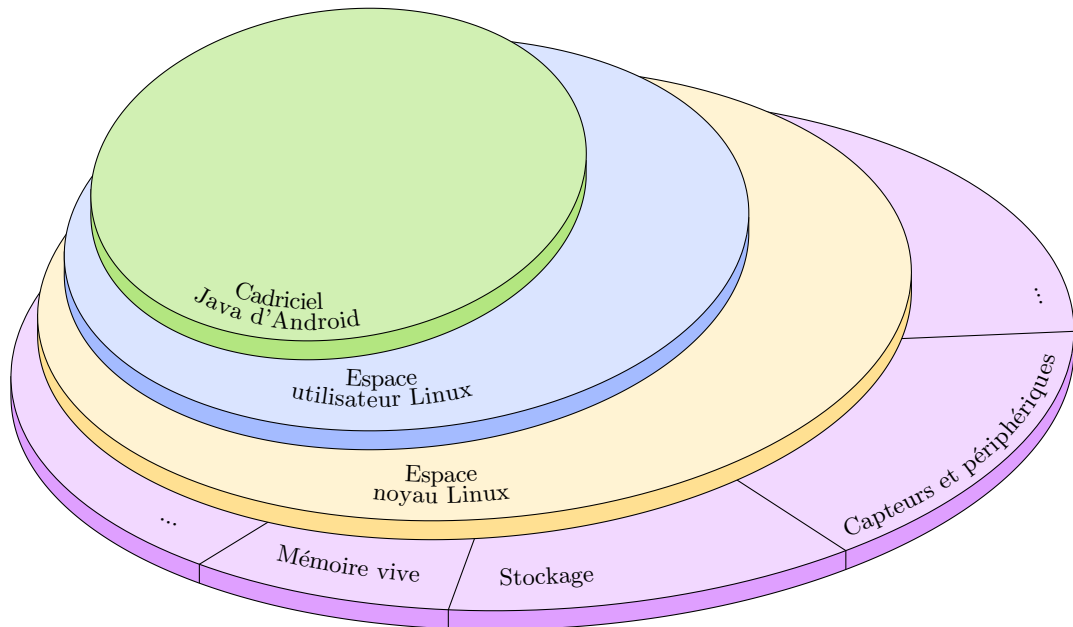 Cadriciel
Java d'Android
Espace
utilisateur Linux
Espace
noyau Linux
...
Mémoire vive
Stockage
Capteurs et périphériques
...